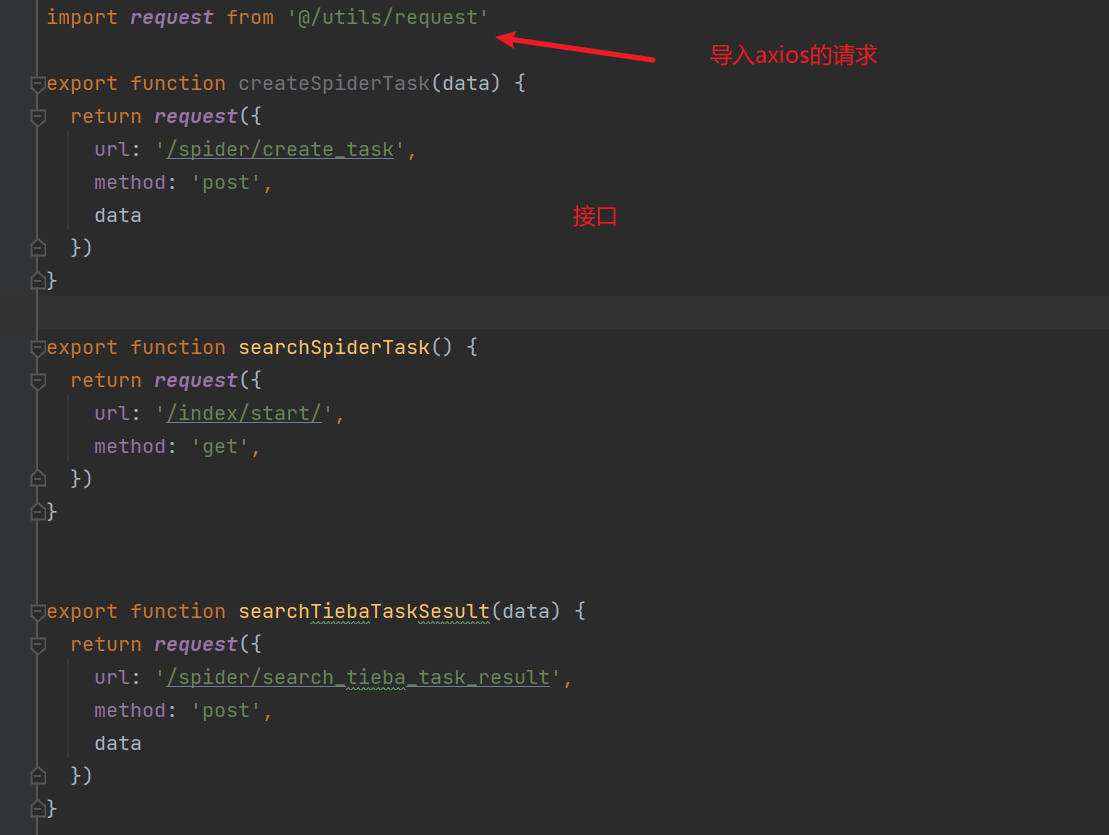 import request from '@/utils/request'
导入axios的请求
export function createSpiderTask(data) {
return request({
url: '/spider/create_task',
method: 'post',
data
接口
})
}
export function searchSpiderTask() {
return request({
url: '/index/start/',
method: 'get',
})
}
export function searchTiebaTaskSesult(data) {
return request({
url: '/spider/search_tieba_task_result',
method: 'post',
data
})
}